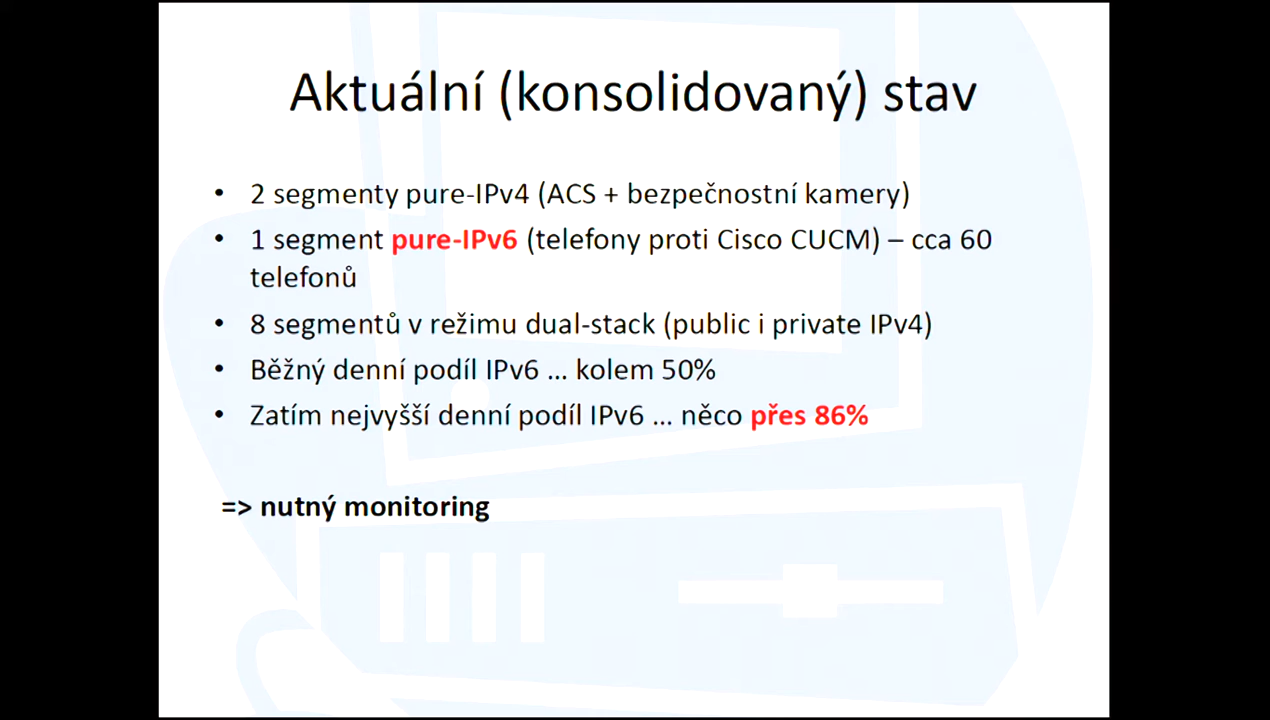 Aktuální (konsolidovaný) stav
• 2 segmenty pure-IPv4 (ACS + bezpečnostní kamery)
• 1 segment pure-IPv6 (telefony proti Cisco CUCM) – cca 60
telefonů
• 8 segmentů v režimu dual-stack (public i private IPv4)
• Běžný denní podíl IPv6 … kolem 50%
• Zatím nejvyšší denní podíl IPv6 … něco přes 86%
=> nutný monitoring